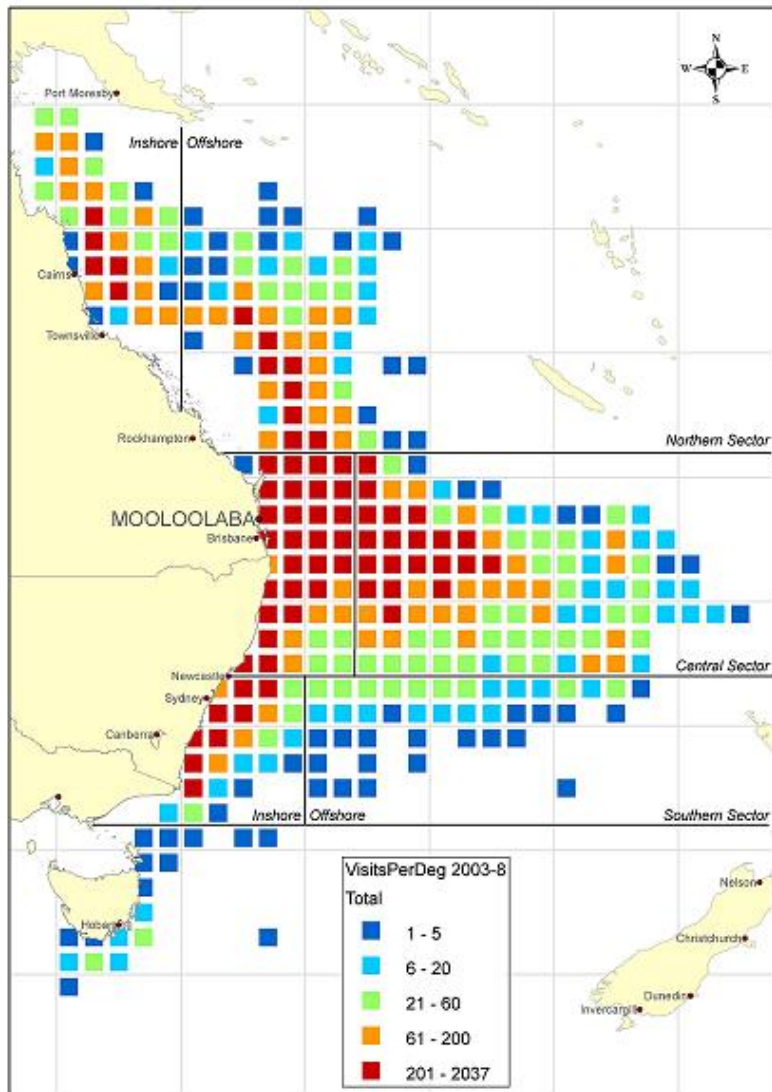 N
W E
S
Port Moresby
Inshore Offshore
Cairns
Townsville
Rockhampton
Northern Sector
MOOLOOLABA
Brisbane
Newcastle
Central Sector
Sydney
Canberra
Inshore Offshore
Southern Sector
VisitsPerDeg 2003-8
Total
1 - 5
6 - 20
21 - 60
61 - 200
201 - 2037
Nelson
Hobart
Christchurch
Dunedin
Invercargill